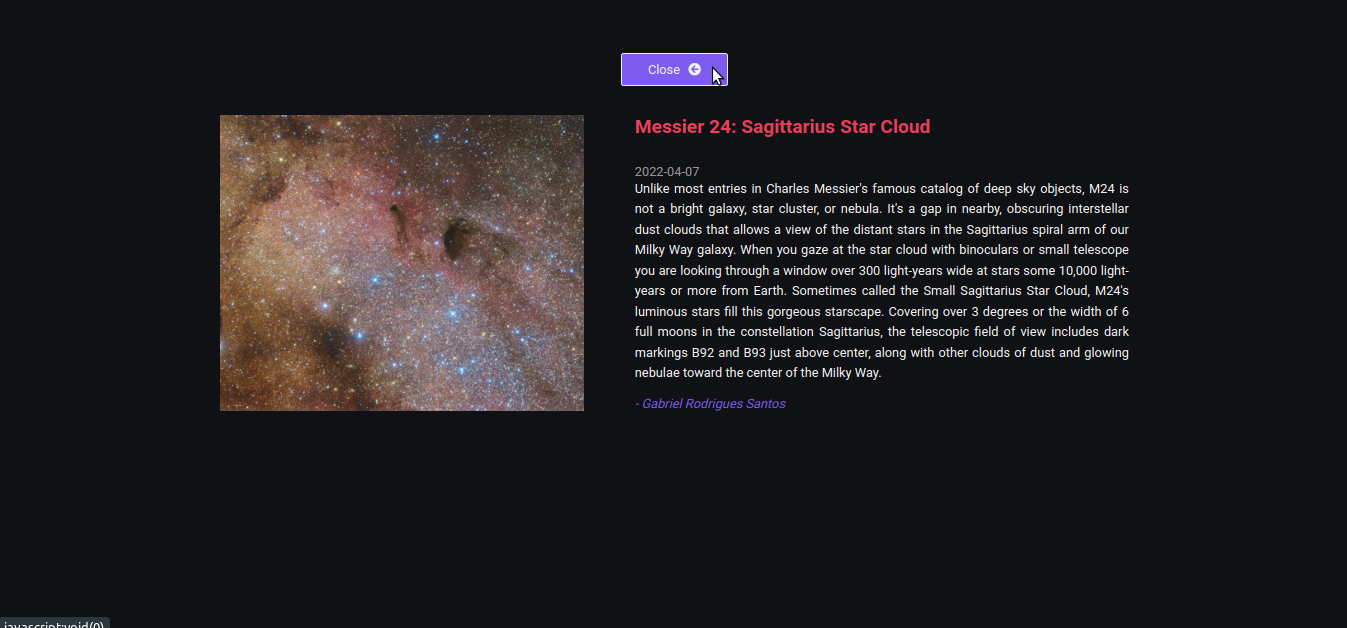 Close
Messier 24: Sagittarius Star Cloud
2022-04-07
Unlike most entries in Charles Messier's famous catalog of deep sky objects, M24 is
not a bright galaxy, star cluster, or nebula. It's a gap in nearby, obscuring interstellar
dust clouds that allows a view of the distant stars in the Sagittarius spiral arm of our
Milky Way galaxy. When you gaze at the star cloud with binoculars or small telescope
you are looking through a window over 300 light-years wide at stars some 10,000 light-
years or more from Earth. Sometimes called the Small Sagittarius Star Cloud, M24's
luminous stars fill this gorgeous starscape. Covering over 3 degrees or the width of 6
full moons in the constellation Sagittarius, the telescopic field of view includes dark
markings B92 and B93 just above center, along with other clouds of dust and glowing
nebulae toward the center of the Milky Way.
- Gabriel Rodrigues Santos
javascript:void(0)